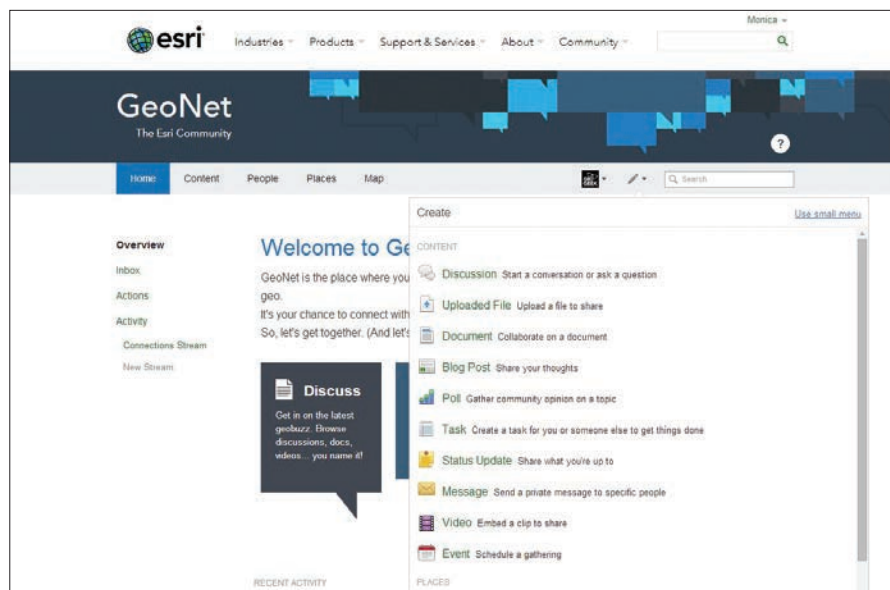 Monica
esri
Industries Products Support & Services About Community
GeoNet
The Esri Community
?
Home Content People Places Map
Search
Create Use small menu
Overview
Inbox
Actions
Activity
Connections Stream
New Stream
Welcome to Ge
GeoNet is the place where you
geo.
It's your chance to connect with
So, let's get together. (And let's
Discuss
Get in on the latest
geobuzz. Browse
discussions, docs,
videos... you name it!
RECENT ACTIVITY
CONTENT
Discussion Start a conversation or ask a question
Uploaded File Upload a file to share
Document Collaborate on a document
Blog Post Share your thoughts
Poll Gather community opinion on a topic
Task Create a task for you or someone else to get things done
Status Update Share what you're up to
Message Send a private message to specific people
Video Embed a clip to share
Event Schedule a gathering
PLACES